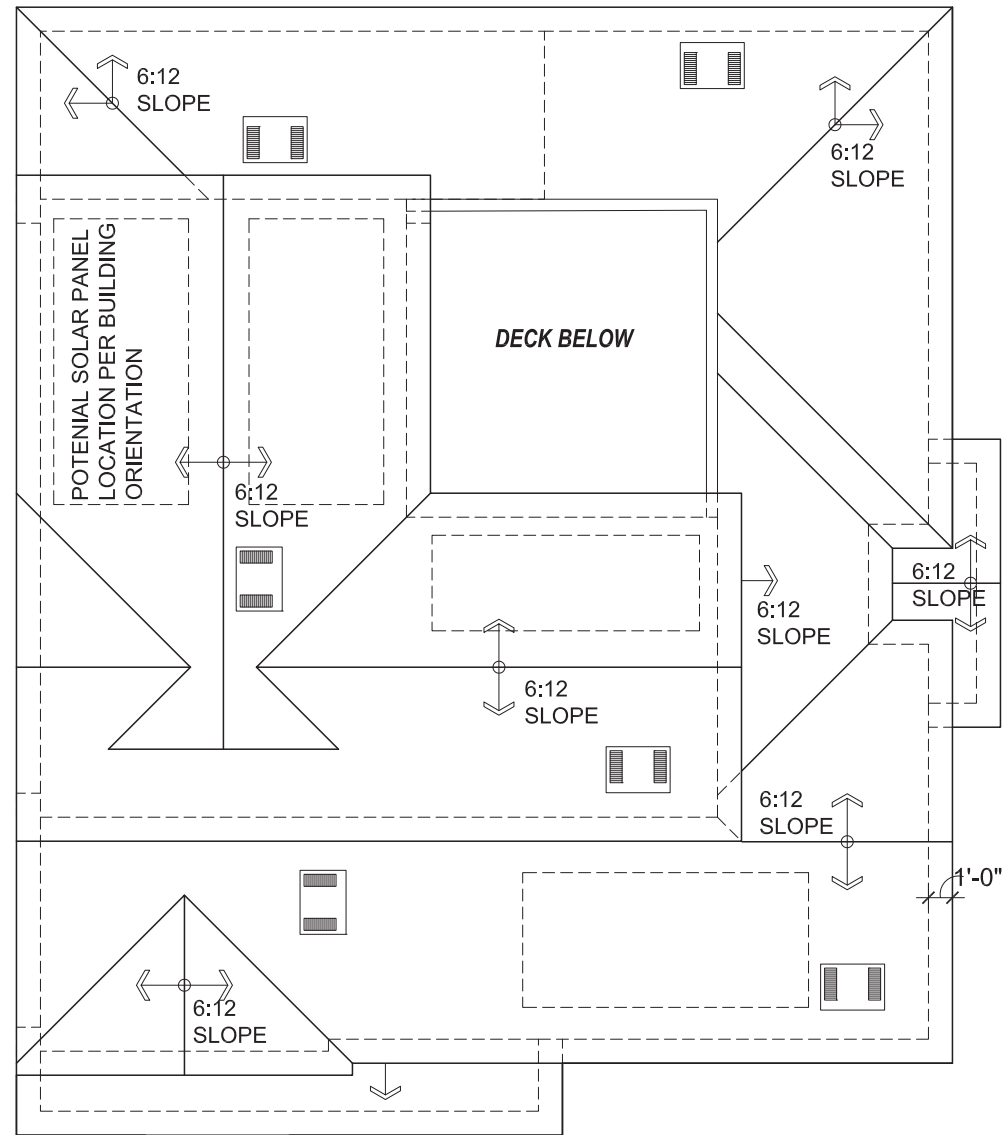 6:12
SLOPE
6:12
SLOPE
POTENIAL SOLAR PANEL
LOCATION PER BUILDING
ORIENTATION
DECK BELOW
6:12
SLOPE
6:12
SLOPE
6:12
SLOPE
6:12
SLOPE
6:12
SLOPE
1'-0"
6:12
SLOPE